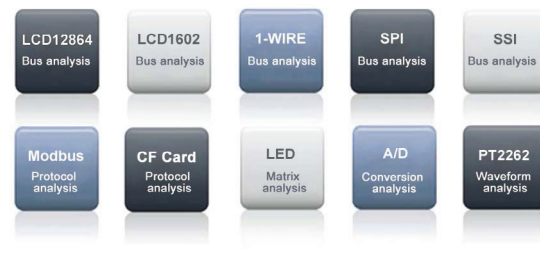 LCD12864
Bus analysis
LCD1602
Bus analysis
1-WIRE
Bus analysis
SPI
Bus analysis
SSI
Bus analysis
Modbus
Protocol
analysis
CF Card
Protocol
analysis
LED
Matrix
analysis
A/D
Conversion
analysis
PT2262
Waveform
analysis